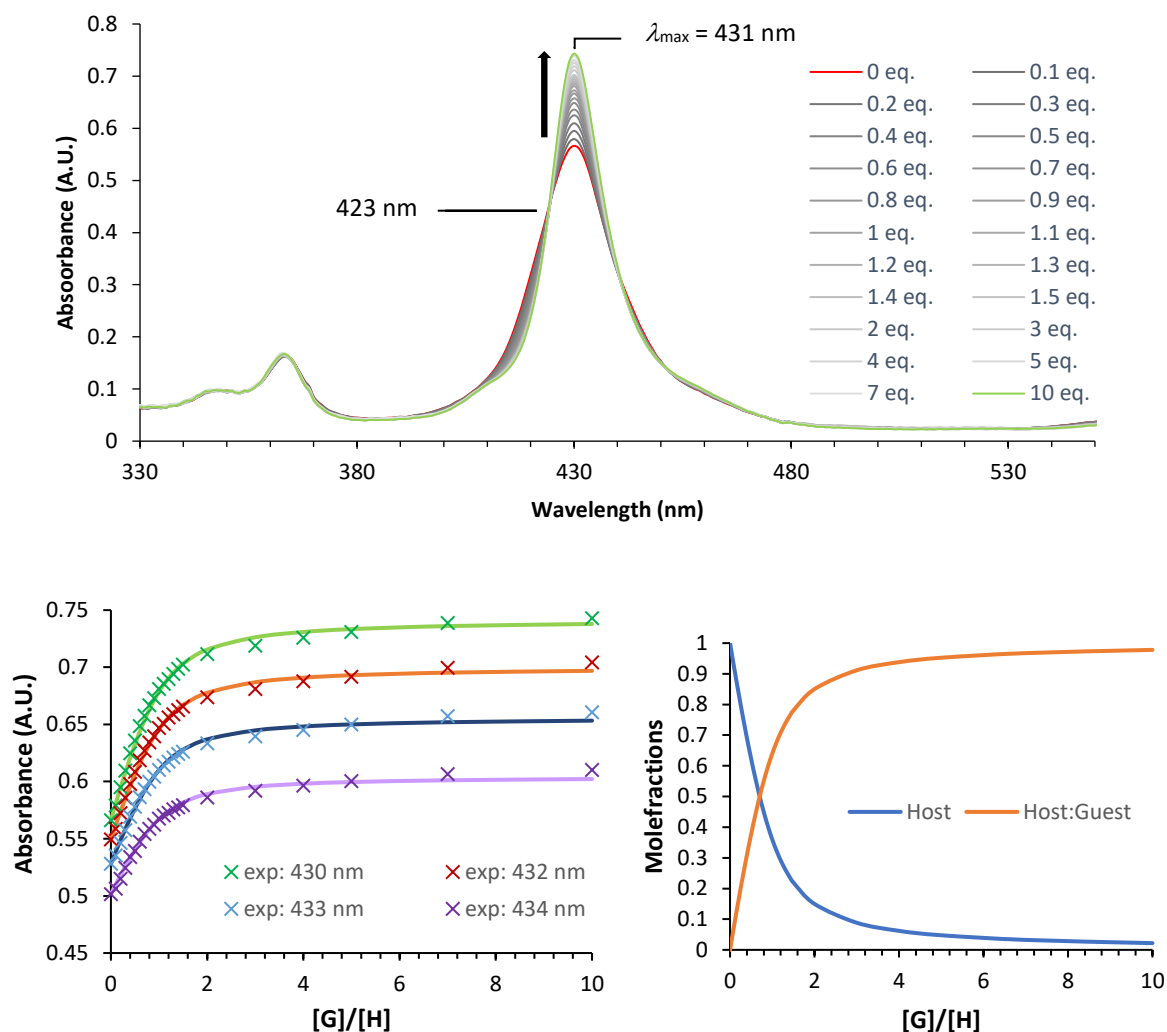 λmax = 431 nm
423 nm
0.8
0.7
0.6
0.5
0.4
0.3
0.2
0.1
0
Absoorbance (A.U.)
330 380 430 480 530
Wavelength (nm)
0 eq. 0.1 eq.
0.2 eq. 0.3 eq.
0.4 eq. 0.5 eq.
0.6 eq. 0.7 eq.
0.8 eq. 0.9 eq.
1 eq. 1.1 eq.
1.2 eq. 1.3 eq.
1.4 eq. 1.5 eq.
2 eq. 3 eq.
4 eq. 5 eq.
7 eq. 10 eq.
0.75
0.7
0.65
0.6
0.55
0.5
0.45
Absorbance (A.U.)
exp: 430 nm exp: 432 nm
exp: 433 nm exp: 434 nm
0 2 4 6 8 10
[G]/[H]
1
0.9
0.8
0.7
0.6
0.5
0.4
0.3
0.2
0.1
0
Molefractions
Host Host:Guest
0 2 4 6 8 10
[G]/[H]